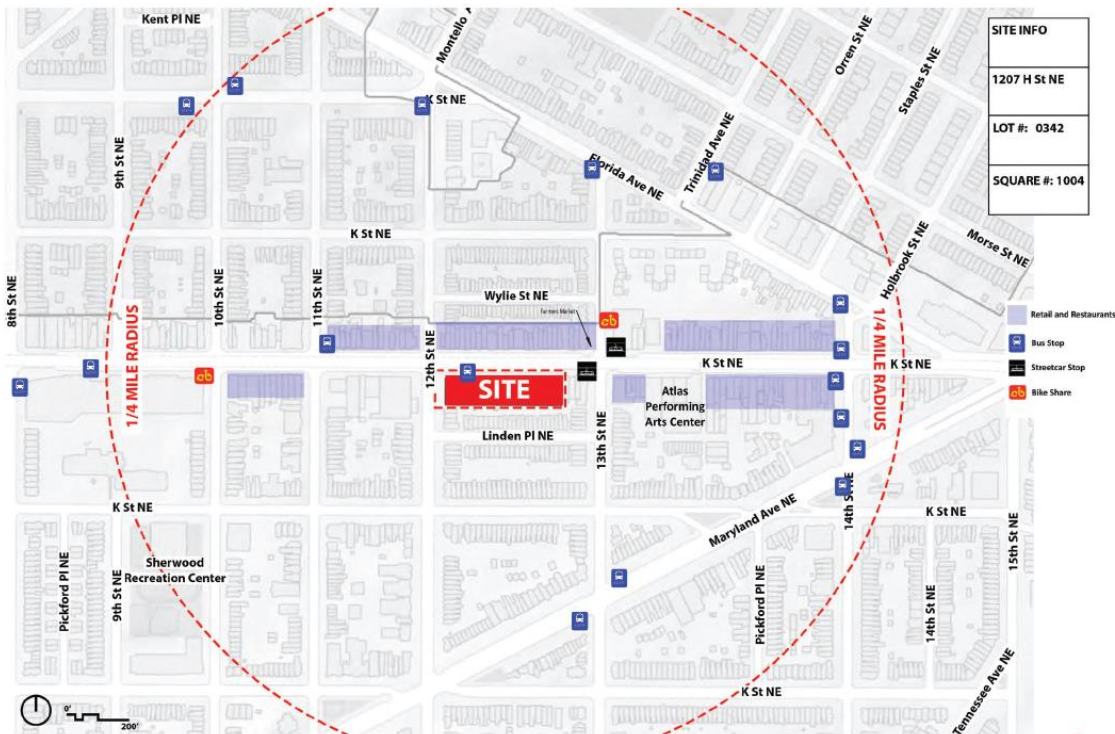 Kent Pl NE
Montello
Orren St NE
Staples St NE
SITE INFO
1207 H St NE
LOT #: 0342
SQUARE #: 1004
K St NE
9th St NE
Florida Ave NE
Trinidad Ave NE
Morse St NE
K St NE
Holbrook St NE
8th St NE
10th St NE
11th St NE
Wylie St NE
Farmers Market
1/4 MILE RADIUS
12th St NE
K St NE
1/4 MILE RADIUS
K St NE
Retail and Restaurants
Bus Stop
Streetcar Stop
Bike Share
SITE
Atlas
Performing
Arts Center
Linden Pl NE
13th St NE
14th St NE
K St NE
Maryland Ave NE
K St NE
15th St NE
Sherwood
Recreation Center
Pickford Pl NE
9th St NE
Pickford Pl NE
14th St NE
K St NE
Tennessee Ave NE
0'
200'